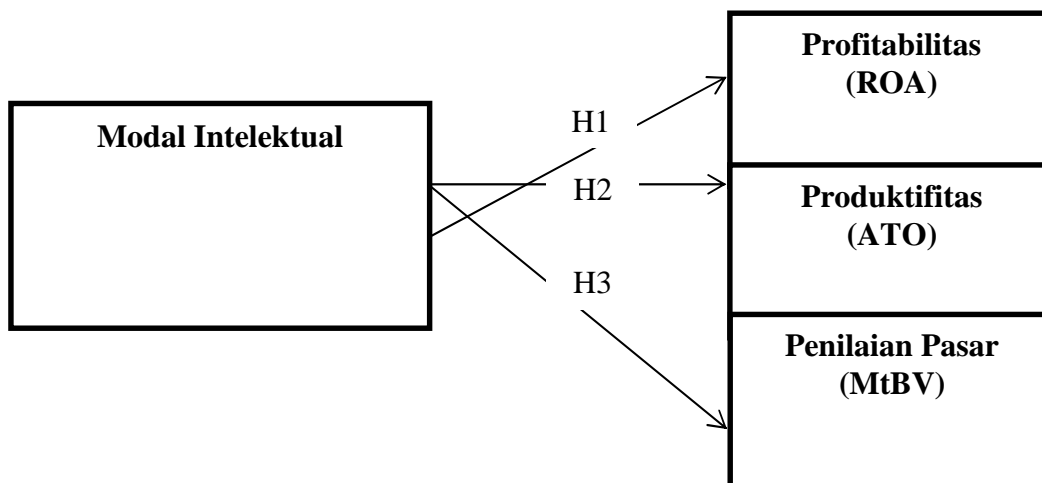 Modal Intelektual
H1
H2
H3
Profitabilitas
(ROA)
Produktifitas
(ATO)
Penilaian Pasar
(MtBV)